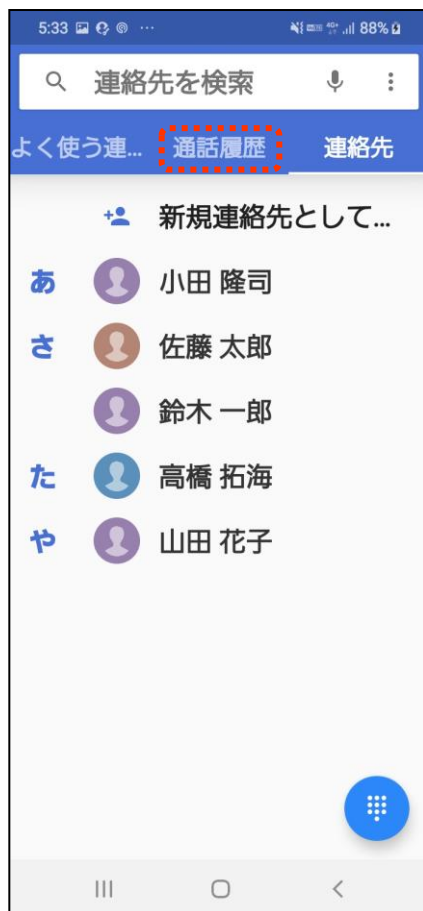 5:33 88%
連絡先を検索
よく使う連... 通話履歴 連絡先
新規連絡先として...
あ 小田 隆司
さ 佐藤 太郎
鈴木 一郎
た 高橋 拓海
や 山田 花子